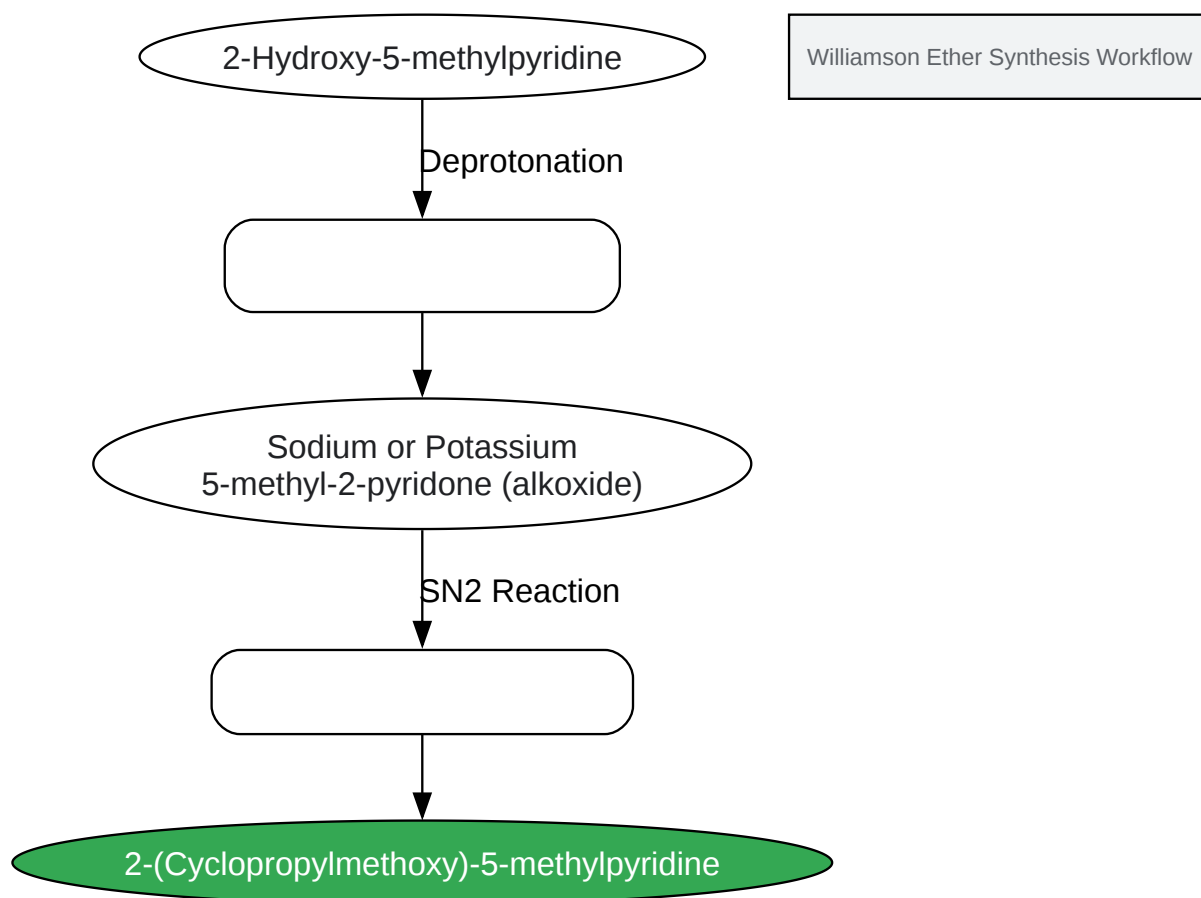 2-Hydroxy-5-methylpyridine
Williamson Ether Synthesis Workflow
Deprotonation
Sodium or Potassium
5-methyl-2-pyridone (alkoxide)
SN2 Reaction
2-(Cyclopropylmethoxy)-5-methylpyridine